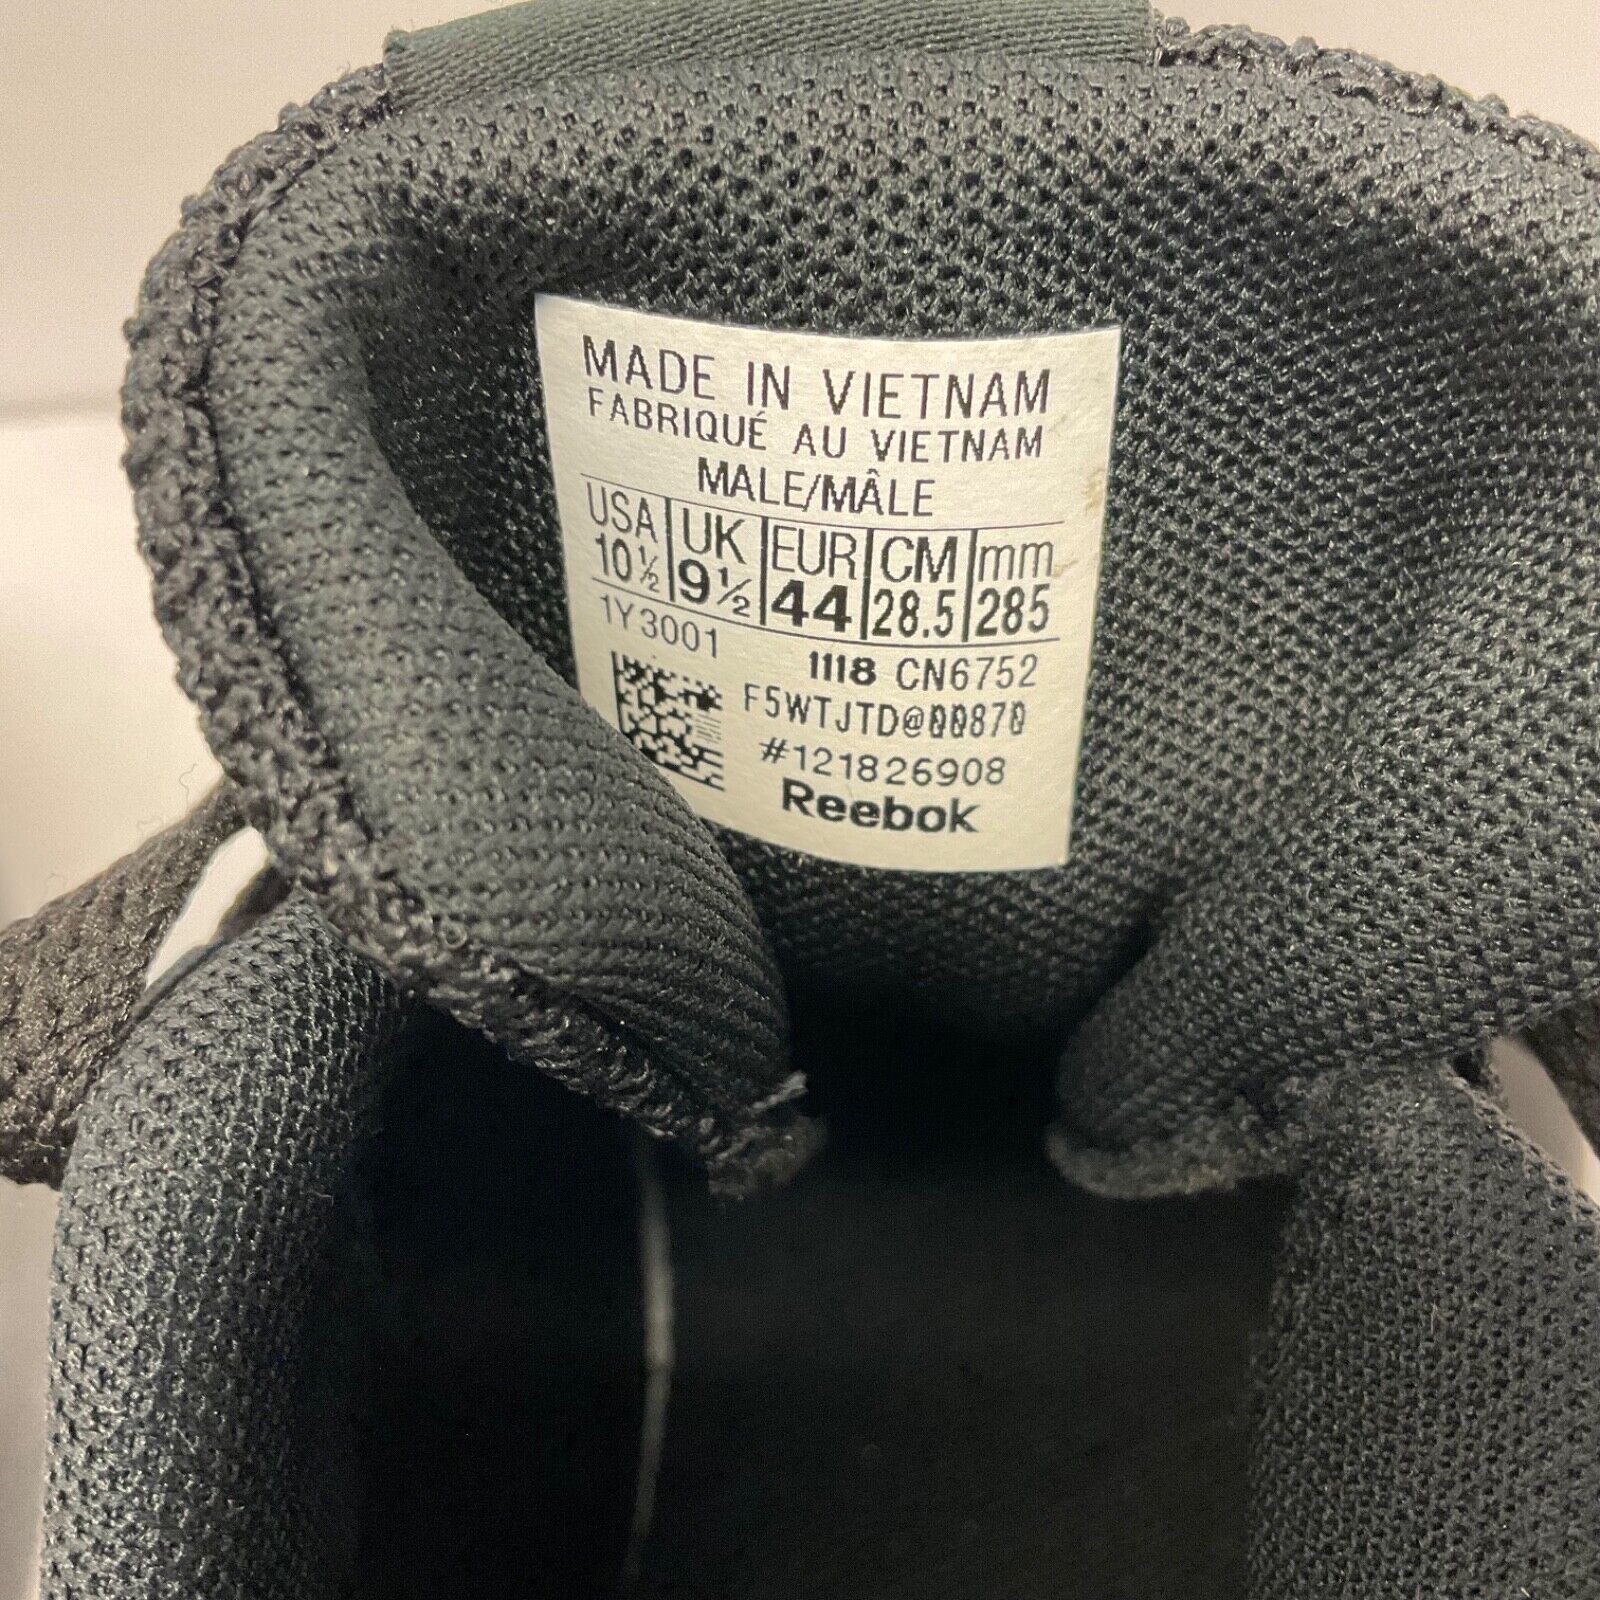 MADE IN VIETNAM
FABRIQUÉ AU VIETNAM
MALE/MÂLE
USA UK EUR CM mm
10½ 9½ 44 28.5 285
1Y3001
1118 CN6752
F5WTJTD@00870
#121826908
Reebok